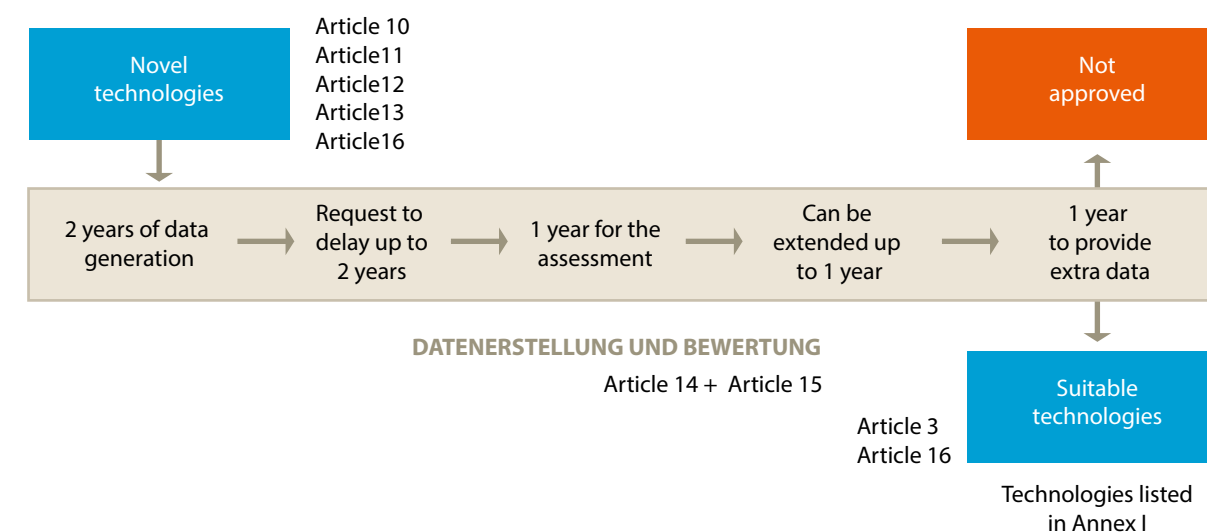 Novel
technologies
Article 10
Article11
Article12
Article13
Article16
Not
approved
2 years of data
generation
Request to
delay up to
2 years
1 year for the
assessment
Can be
extended up
to 1 year
1 year
to provide
extra data
DATENERSTELLUNG UND BEWERTUNG
Article 14 + Article 15
Article 3
Article 16
Suitable
technologies
Technologies listed
in Annex I